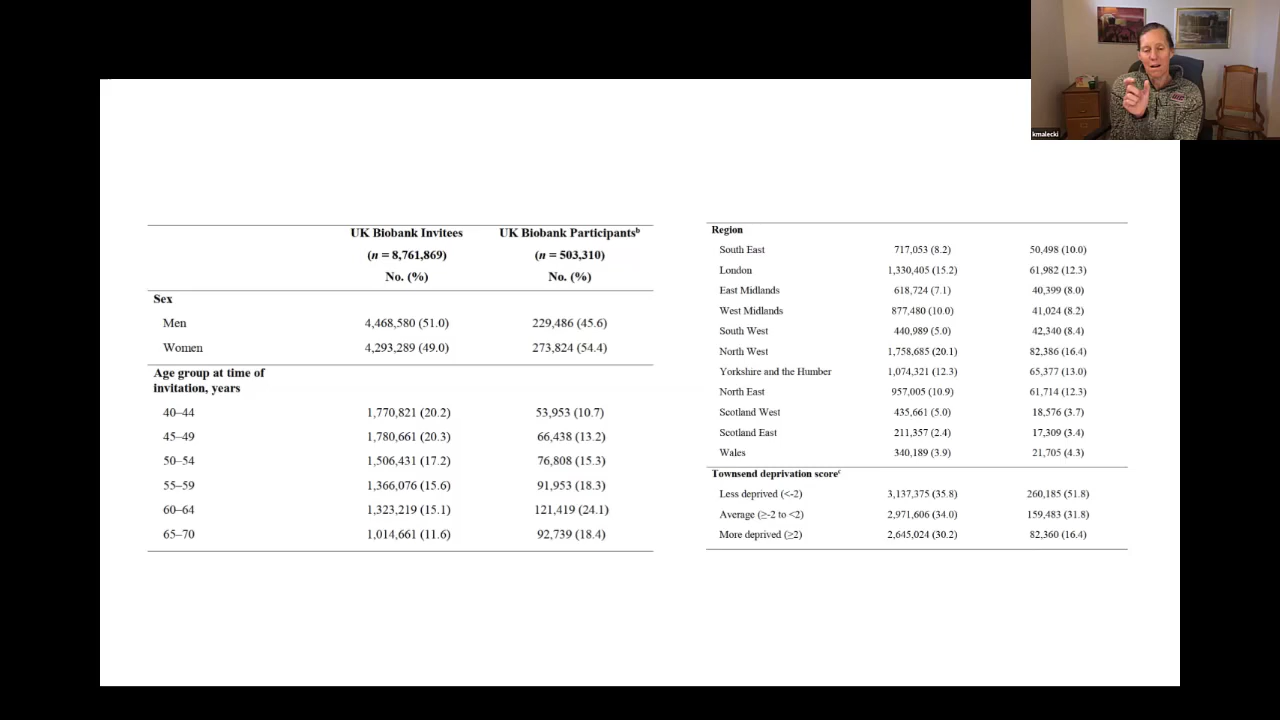 UK Biobank Invitees UK Biobank Participantsᵇ
(n = 8,761,869) (n = 503,310)
No. (%) No. (%)
Sex
Men 4,468,580 (51.0) 229,486 (45.6)
Women 4,293,289 (49.0) 273,824 (54.4)
Age group at time of
invitation, years
40–44 1,770,821 (20.2) 53,953 (10.7)
45–49 1,780,661 (20.3) 66,438 (13.2)
50–54 1,506,431 (17.2) 76,808 (15.3)
55–59 1,366,076 (15.6) 91,953 (18.3)
60–64 1,323,219 (15.1) 121,419 (24.1)
65–70 1,014,661 (11.6) 92,739 (18.4)
Region
South East 717,053 (8.2) 50,498 (10.0)
London 1,330,405 (15.2) 61,982 (12.3)
East Midlands 618,724 (7.1) 40,399 (8.0)
West Midlands 877,480 (10.0) 41,024 (8.2)
South West 440,989 (5.0) 42,340 (8.4)
North West 1,758,685 (20.1) 82,386 (16.4)
Yorkshire and the Humber 1,074,321 (12.3) 65,377 (13.0)
North East 957,005 (10.9) 61,714 (12.3)
Scotland West 435,661 (5.0) 18,576 (3.7)
Scotland East 211,357 (2.4) 17,309 (3.4)
Wales 340,189 (3.9) 21,705 (4.3)
Townsend deprivation scoreᶜ
Less deprived (<-2) 3,137,375 (35.8) 260,185 (51.8)
Average (≥-2 to <2) 2,971,606 (34.0) 159,483 (31.8)
More deprived (≥2) 2,645,024 (30.2) 82,360 (16.4)
kmalecki